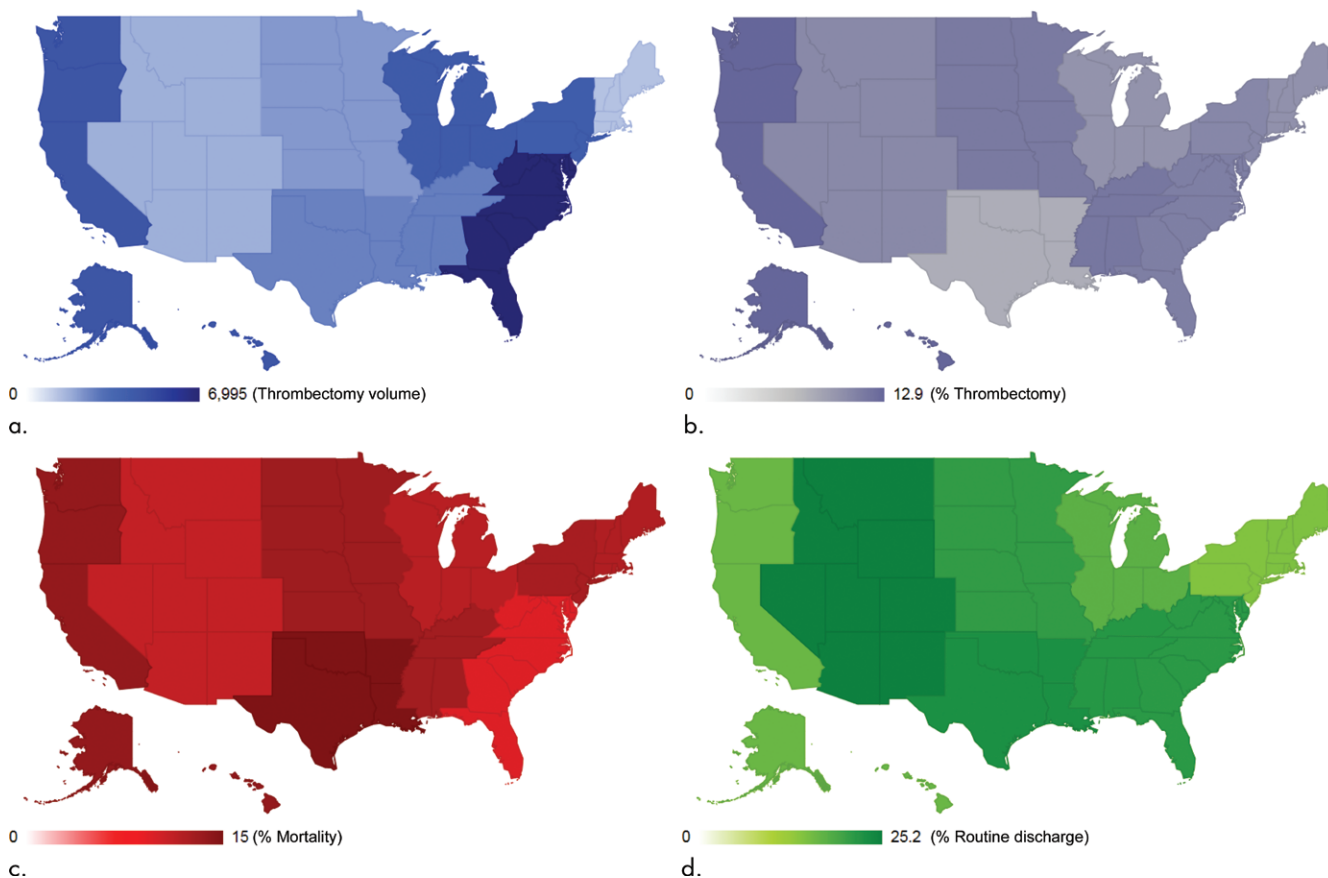 0 6,995 (Thrombectomy volume)
a.
0 12.9 (% Thrombectomy)
b.
0 15 (% Mortality)
c.
0 25.2 (% Routine discharge)
d.